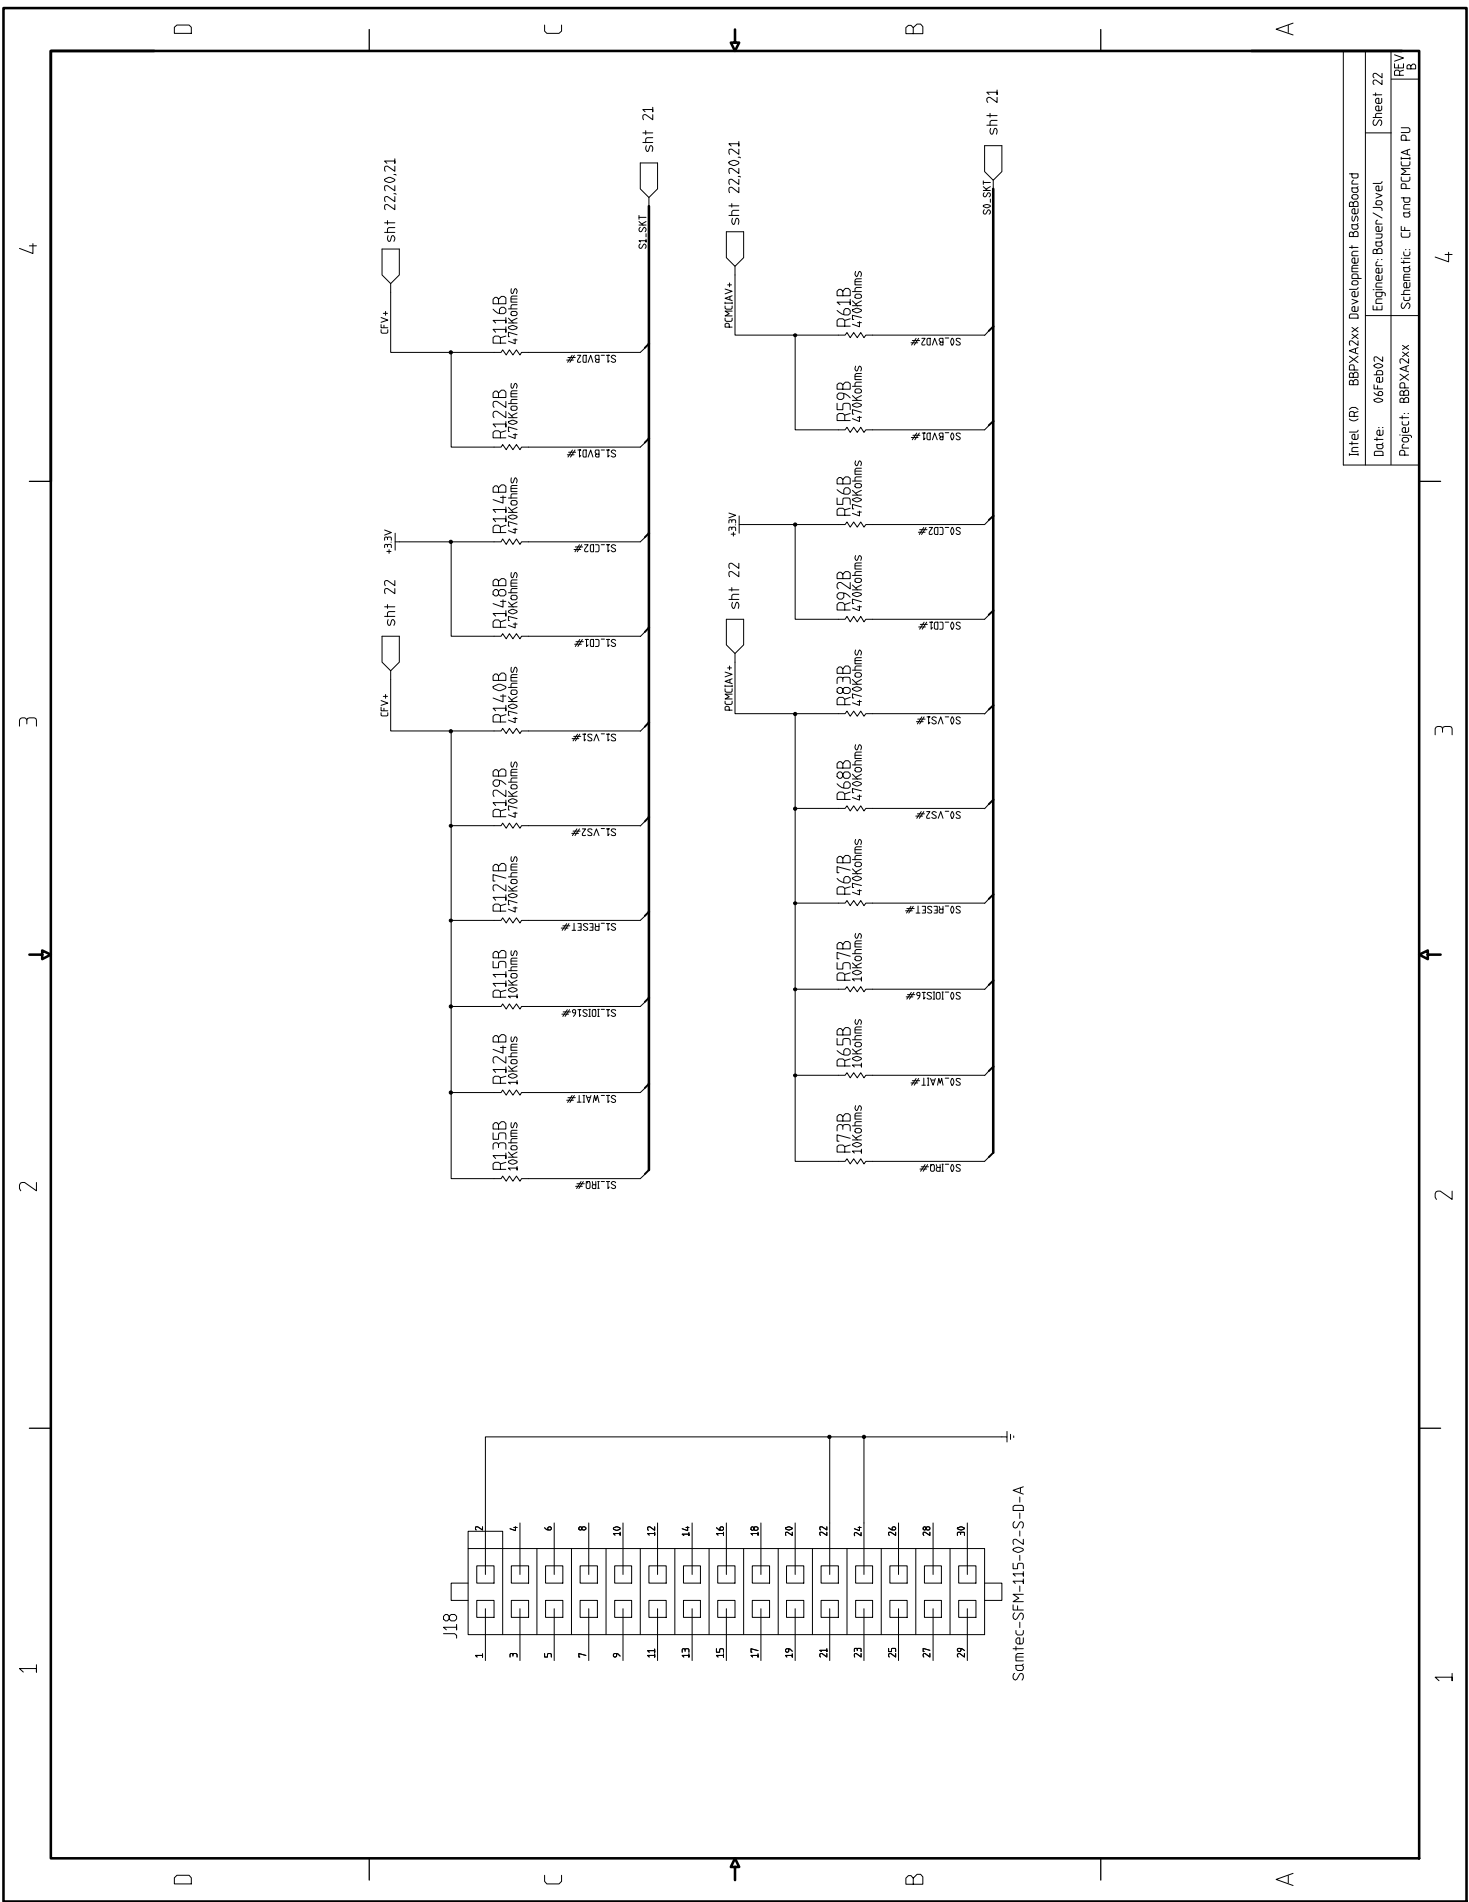 1
2
3
4
D
D
C
C
B
B
A
A
1
2
3
4
J18
1
2
3
4
5
6
7
8
9
10
11
12
13
14
15
16
17
18
19
20
21
22
23
24
25
26
27
28
29
30
Samtec-SFM-115-02-S-D-A
CFV+
sht 22
+3.3V
CFV+
sht 22,20,21
R135B
10Kohms
S1_IRQ#
R124B
10Kohms
S1_WAIT#
R115B
10Kohms
S1_IOIS16#
R127B
470Kohms
S1_RESET#
R129B
470Kohms
S1_VS2#
R140B
470Kohms
S1_VS1#
R148B
470Kohms
S1_CD1#
R114B
470Kohms
S1_CD2#
R122B
470Kohms
S1_BVD1#
R116B
470Kohms
S1_BVD2#
S1_SKT
sht 21
PCMCIAV+
sht 22
+3.3V
PCMCIAV+
sht 22,20,21
R73B
10Kohms
S0_IRQ#
R65B
10Kohms
S0_WAIT#
R57B
10Kohms
S0_IOIS16#
R67B
470Kohms
S0_RESET#
R68B
470Kohms
S0_VS2#
R83B
470Kohms
S0_VS1#
R92B
470Kohms
S0_CD1#
R56B
470Kohms
S0_CD2#
R59B
470Kohms
S0_BVD1#
R61B
470Kohms
S0_BVD2#
S0_SKT
sht 21
Intel (R) BBPXA2xx Development BaseBoard
Date: 06Feb02 Engineer: Bauer/Jovel Sheet 22
Project: BBPXA2xx Schematic: CF and PCMCIA PU REV B